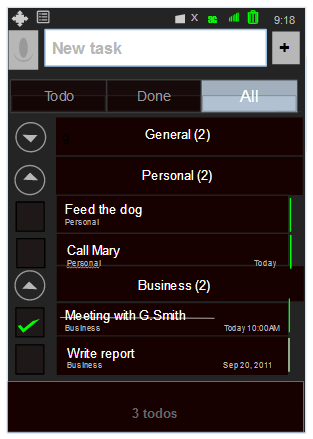 3G 9:18
New task +
Todo Done All
General (2)
Personal (2)
Feed the dog
Personal
Call Mary
Personal Today
Business (2)
Meeting with G.Smith
Business Today 10:00AM
Write report
Business Sep 20, 2011
3 todos